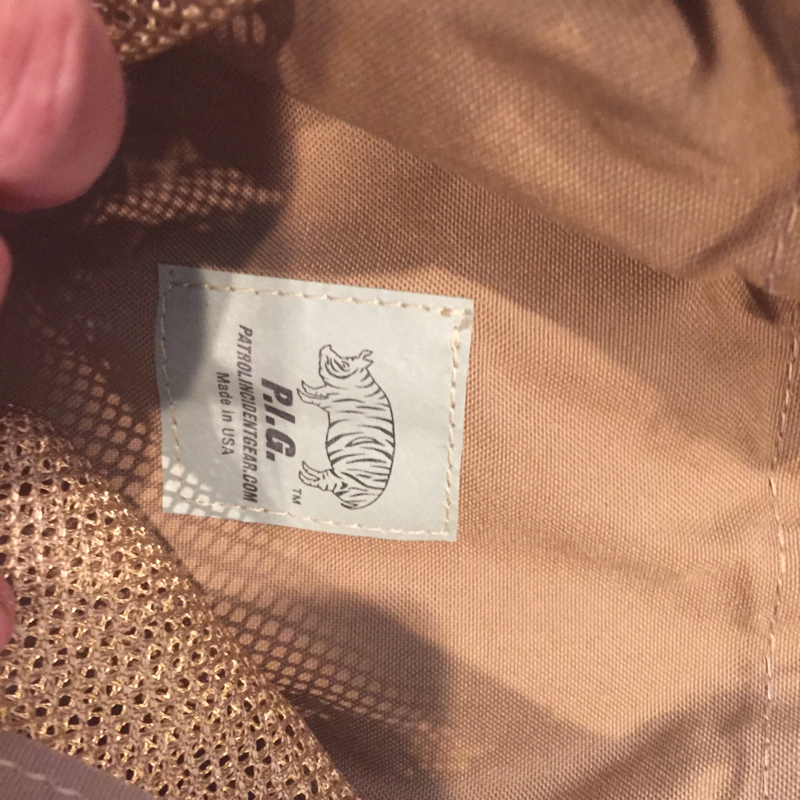 P.I.G.
TM
PATROLINCIDENTGEAR.COM
Made in USA